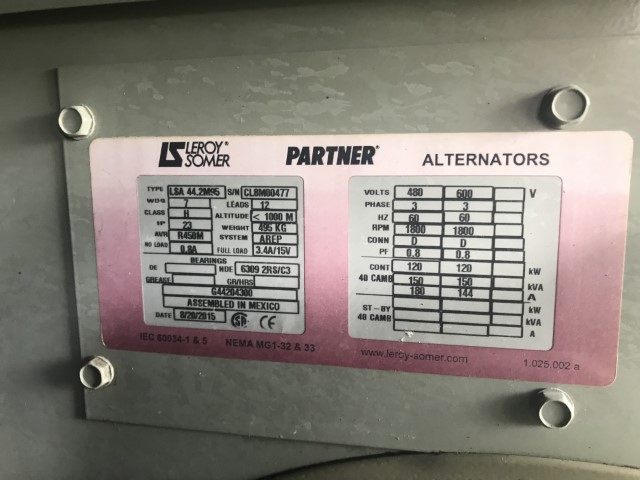 LS LEROY® SOMER PARTNER® ALTERNATORS
TYPE LSA 44.2M95 S/N CL8M00477
WDG 7 LEADS 12
CLASS H ALTITUDE < 1000 M
IP 23 WEIGHT 495 KG
AVR R450M SYSTEM AREP
NO LOAD 0.8A FULL LOAD 3.4A/15V
BEARINGS
DE NDE 6309 2RS/C3
GREASE GR/HRS
G44204300
ASSEMBLED IN MEXICO
DATE 8/20/2015 SA CE
IEC 60034-1 & 5 NEMA MG1-32 & 33
VOLTS 480 600 V
PHASE 3 3
HZ 60 60
RPM 1800 1800
CONN D D
PF 0.8 0.8
CONT 120 120 kW
40 CAMB 150 150 kVA
180 144 A
ST-BY kW
40 CAMB kVA
A
www.leroy-somer.com 1.025.002 a